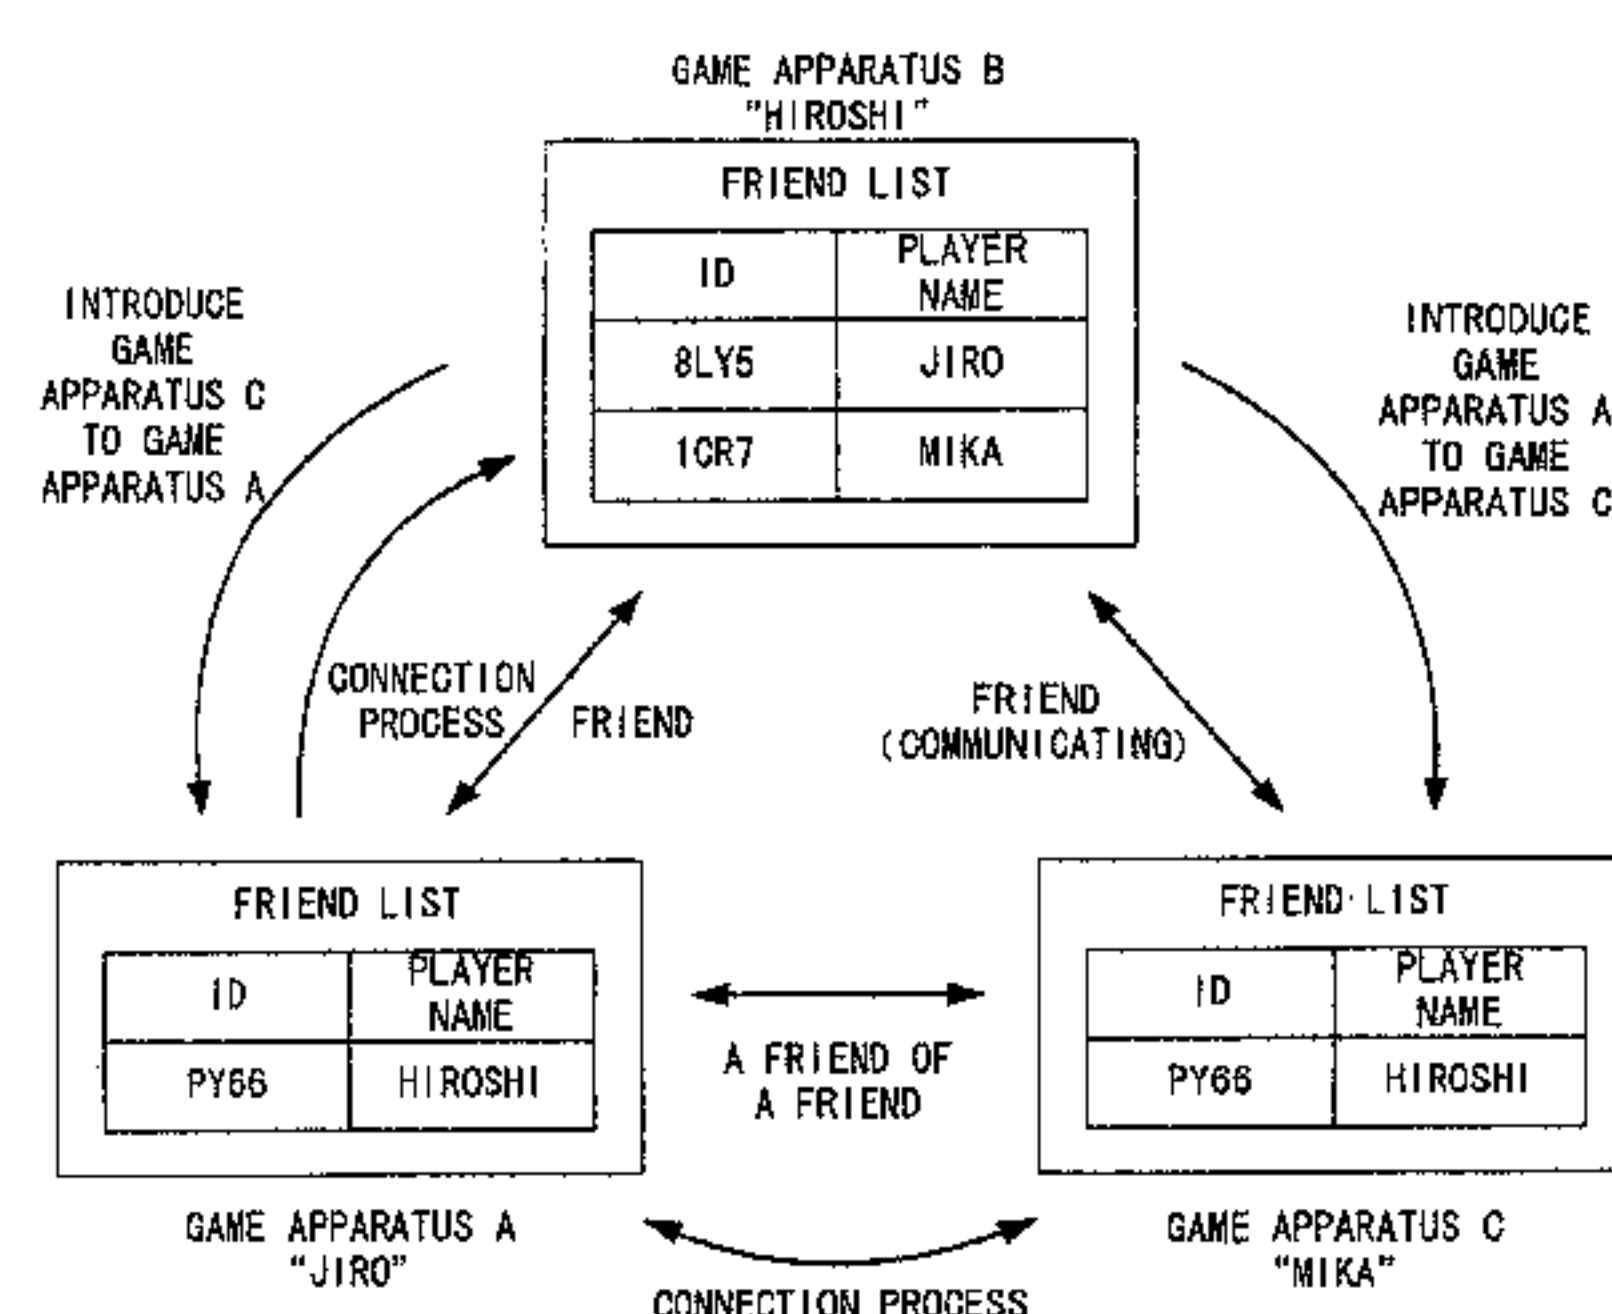 GAME APPARATUS B
"HIROSHI"
FRIEND LIST
ID PLAYER NAME
8LY5 JIRO
1CR7 MIKA
INTRODUCE
GAME
APPARATUS C
TO GAME
APPARATUS A
INTRODUCE
GAME
APPARATUS A
TO GAME
APPARATUS C
CONNECTION
PROCESS
FRIEND
FRIEND
(COMMUNICATING)
FRIEND LIST
ID PLAYER NAME
PY66 HIROSHI
GAME APPARATUS A
“JIRO”
A FRIEND OF
A FRIEND
FRIEND LIST
ID PLAYER NAME
PY66 HIROSHI
GAME APPARATUS C
“MIKA”
CONNECTION PROCESS